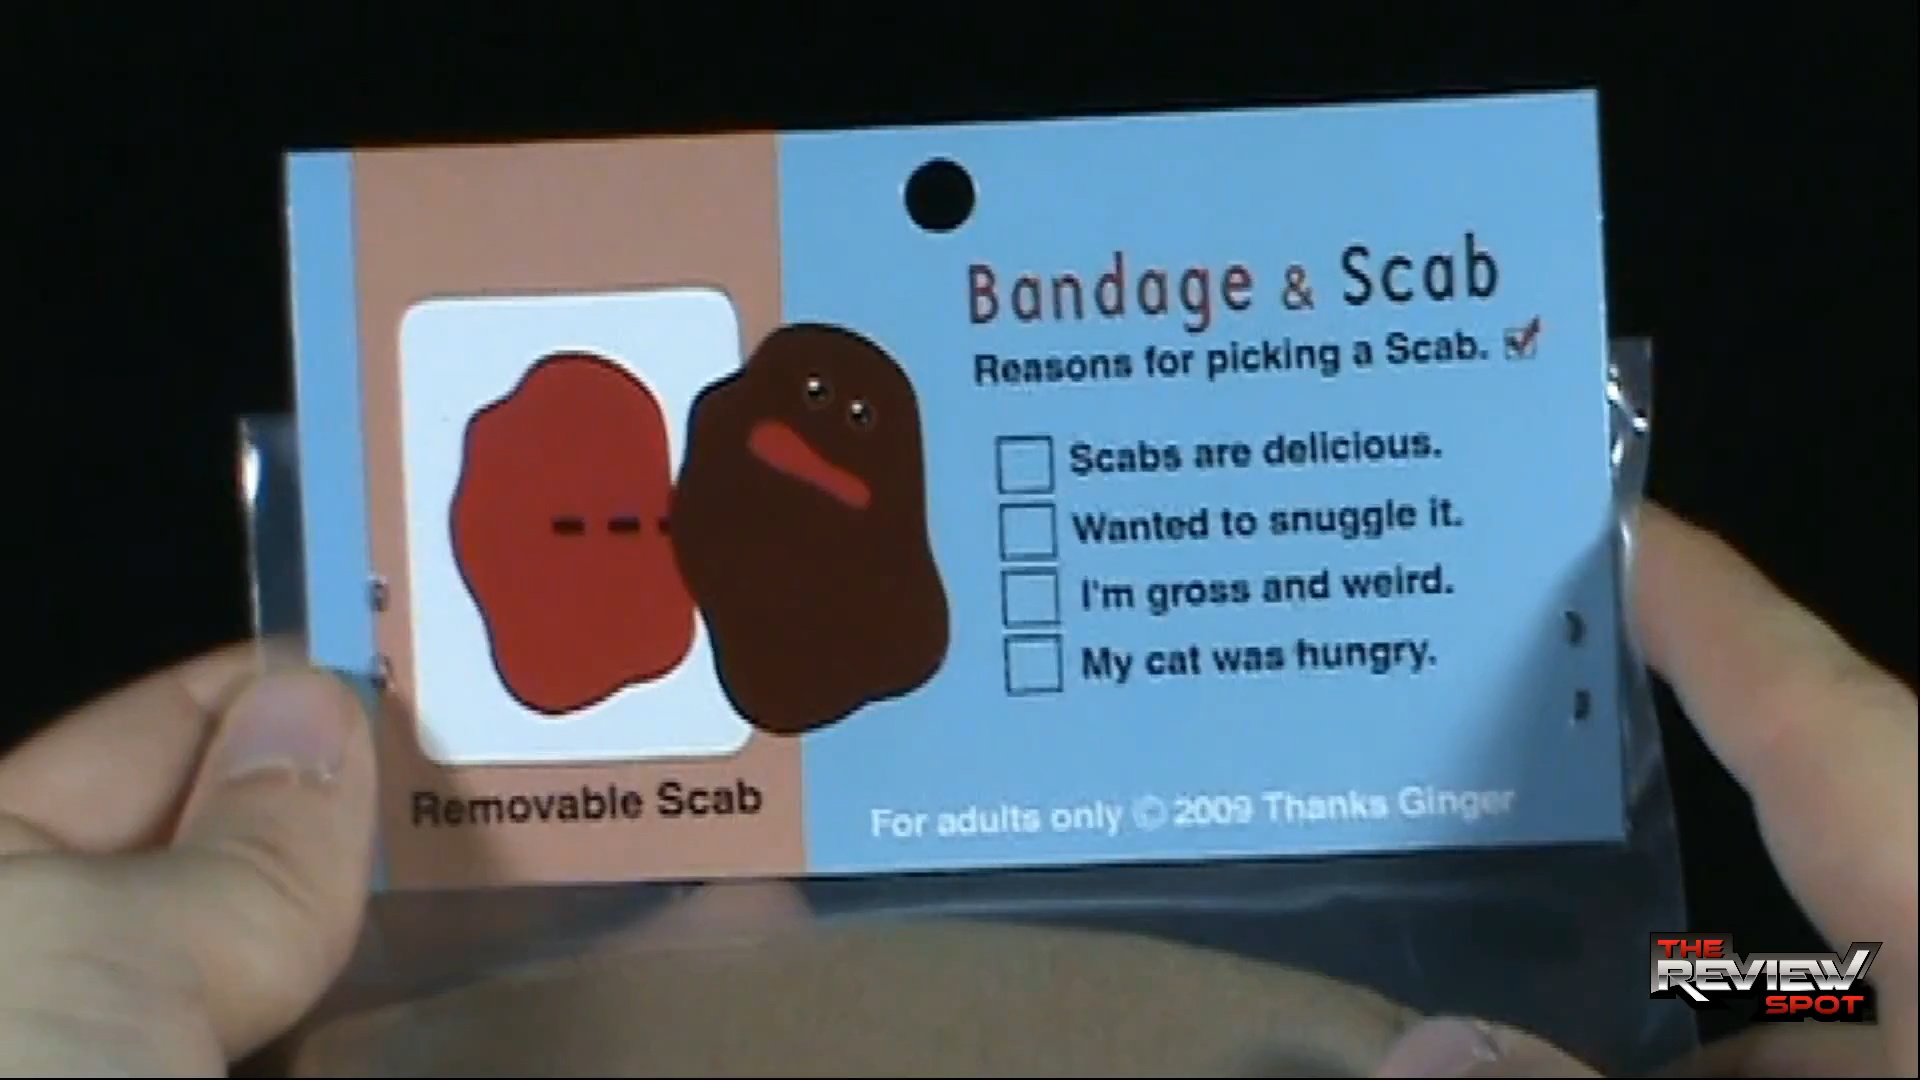 Bandage & Scab
Reasons for picking a Scab.
Scabs are delicious.
Wanted to snuggle it.
I'm gross and weird.
My cat was hungry.
Removable Scab
For adults only © 2009 Thanks Ginger
THE
REVIEW
SPOT